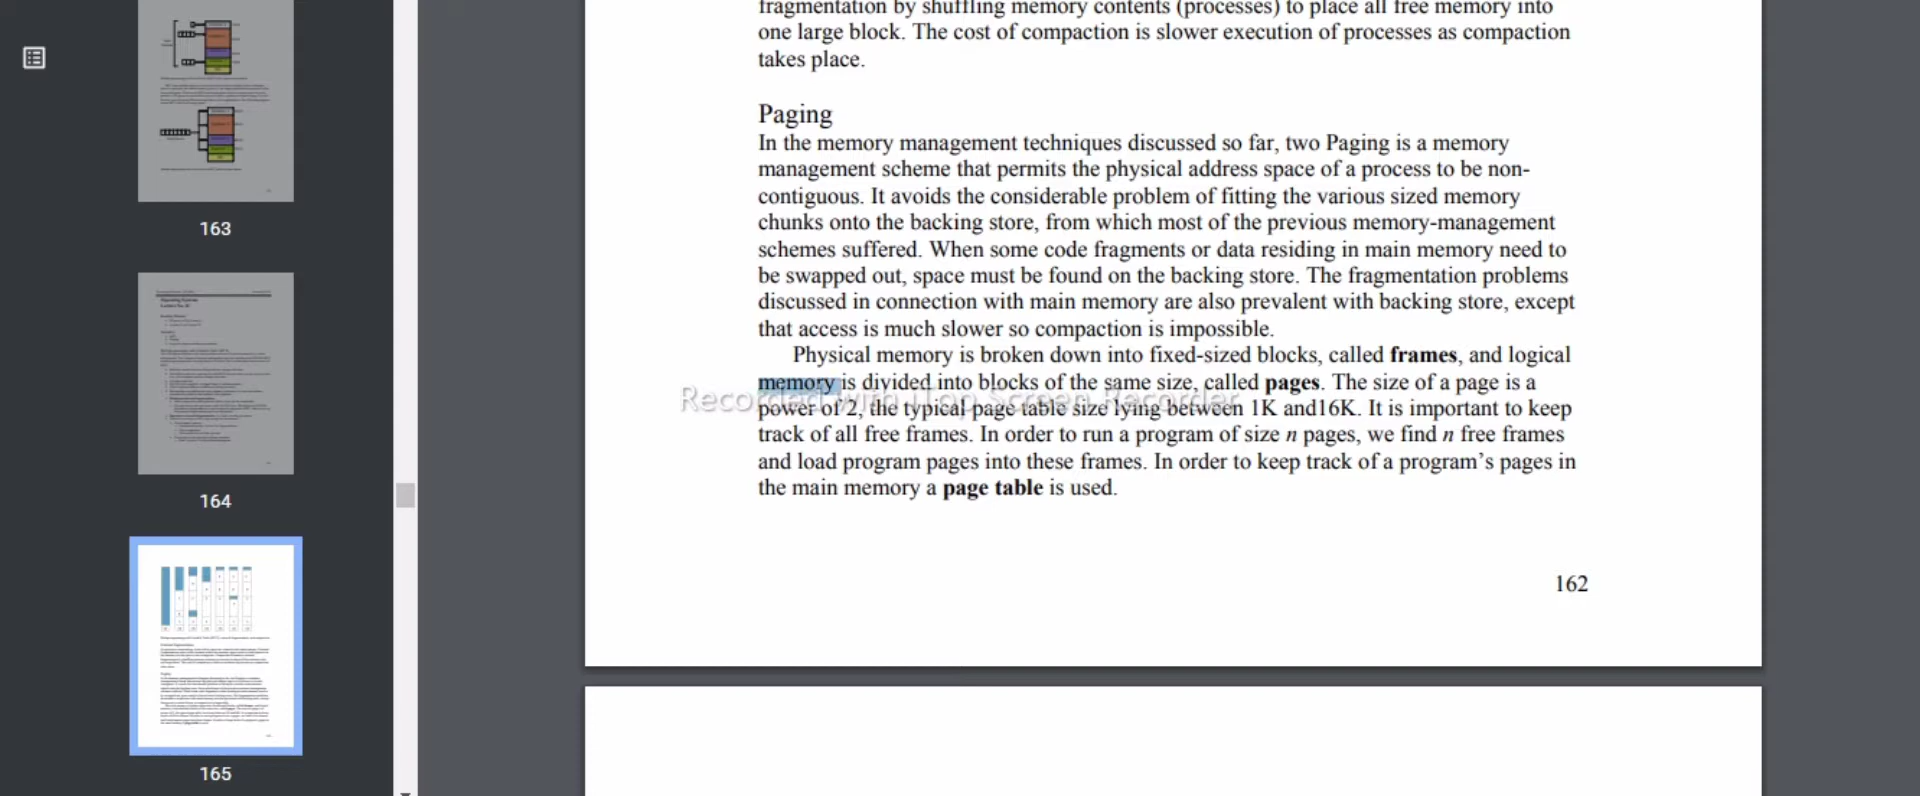 fragmentation by shuffling memory contents (processes) to place all free memory into
one large block. The cost of compaction is slower execution of processes as compaction
takes place.
Paging
In the memory management techniques discussed so far, two Paging is a memory
management scheme that permits the physical address space of a process to be non-
contiguous. It avoids the considerable problem of fitting the various sized memory
chunks onto the backing store, from which most of the previous memory-management
schemes suffered. When some code fragments or data residing in main memory need to
be swapped out, space must be found on the backing store. The fragmentation problems
discussed in connection with main memory are also prevalent with backing store, except
that access is much slower so compaction is impossible.
Physical memory is broken down into fixed-sized blocks, called frames, and logical
memory is divided into blocks of the same size, called pages. The size of a page is a
power of 2, the typical page table size lying between 1K and16K. It is important to keep
track of all free frames. In order to run a program of size n pages, we find n free frames
and load program pages into these frames. In order to keep track of a program's pages in
the main memory a page table is used.
162
Recorded with iTop Screen Recorder
163
164
165